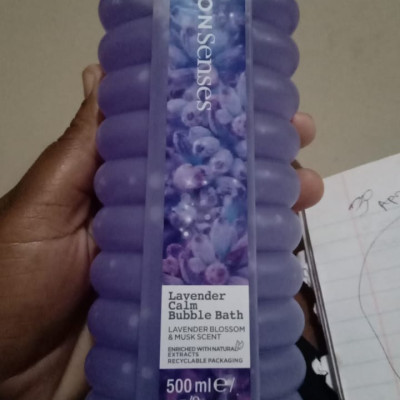 ON Senses
Lavender
Calm
Bubble Bath
LAVENDER BLOSSOM
& MUSK SCENT
ENRICHED WITH NATURAL
EXTRACTS
RECYCLABLE PACKAGING
500 ml ℮/